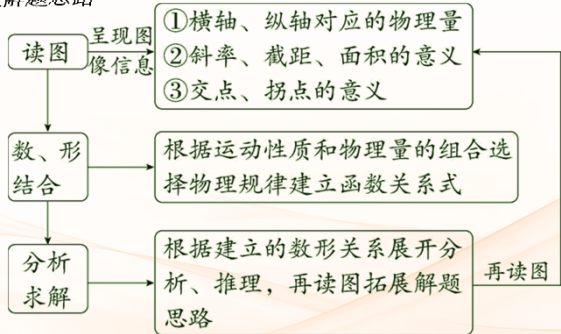 解题思路
读图
呈现图
像信息
①横轴、纵轴对应的物理量
②斜率、截距、面积的意义
③交点、拐点的意义
数、形
结合
根据运动性质和物理量的组合选
择物理规律建立函数关系式
分析
求解
根据建立的数形关系展开分
析、推理，再读图拓展解题
思路
再读图